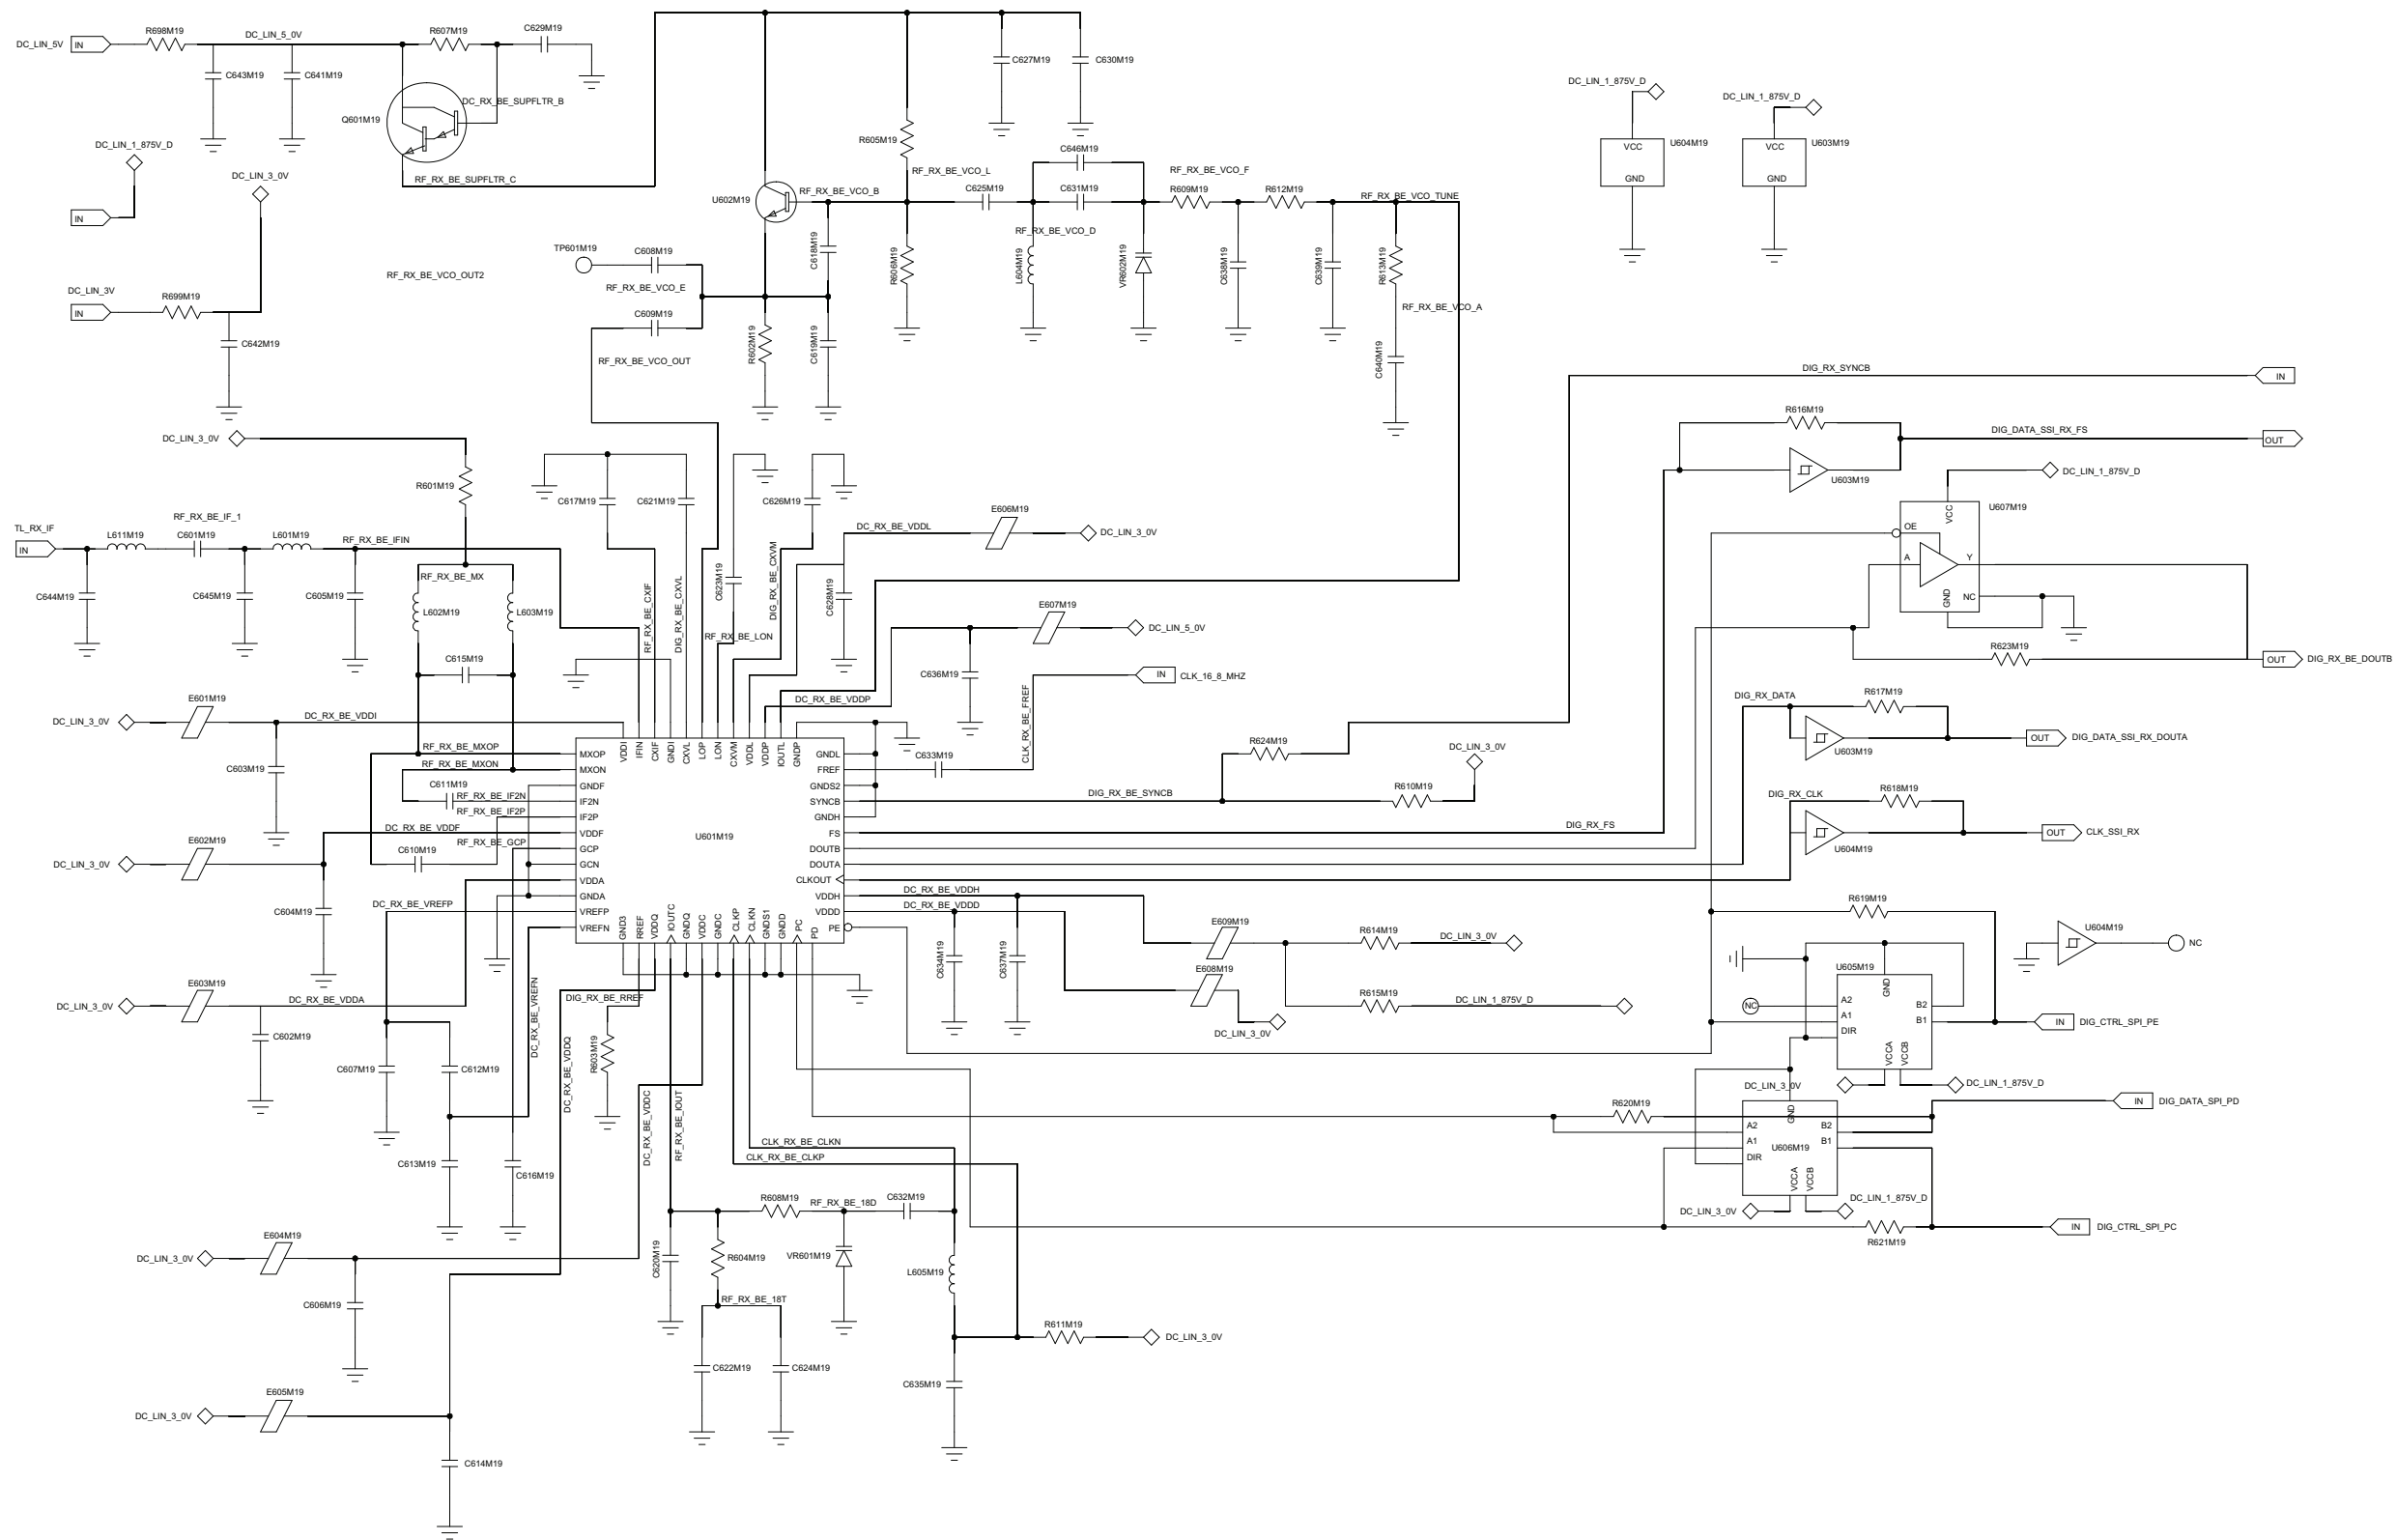 DC_LIN_5V
IN
R698M19
DC_LIN_5_0V
R607M19
C629M19
C643M19
C641M19
Q601M19
DC_RX_BE_SUPFLTR_B
RF_RX_BE_SUPFLTR_C
DC_LIN_1_875V_D
IN
DC_LIN_3_0V
DC_LIN_3V
IN
R699M19
C642M19
C627M19
C630M19
R605M19
C646M19
RF_RX_BE_VCO_L
RF_RX_BE_VCO_F
U602M19
RF_RX_BE_VCO_B
C625M19
C631M19
R609M19
R612M19
RF_RX_BE_VCO_TUNE
RF_RX_BE_VCO_D
TP601M19
C608M19
C618M19
R606M19
L604M19
VR602M19
C638M19
C639M19
R613M19
RF_RX_BE_VCO_OUT2
RF_RX_BE_VCO_E
C609M19
RF_RX_BE_VCO_A
R602M19
C619M19
C640M19
RF_RX_BE_VCO_OUT
DC_LIN_1_875V_D
DC_LIN_1_875V_D
VCC
GND
U604M19
VCC
GND
U603M19
DIG_RX_SYNCB
IN
R616M19
DIG_DATA_SSI_RX_FS
OUT
U603M19
DC_LIN_1_875V_D
VCC
U607M19
OE
A
Y
GND
NC
R623M19
OUT
DIG_RX_BE_DOUTB
DC_LIN_3_0V
R601M19
C617M19
C621M19
C626M19
TL_RX_IF
IN
L611M19
RF_RX_BE_IF_1
C601M19
L601M19
RF_RX_BE_IFIN
C644M19
C645M19
C605M19
RF_RX_BE_MX
L602M19
L603M19
C615M19
RF_RX_BE_CXIF
DIG_RX_BE_CXVL
C623M19
RF_RX_BE_LON
DIG_RX_BE_CXVM
DC_RX_BE_VDDL
E606M19
DC_LIN_3_0V
C628M19
E607M19
DC_LIN_5_0V
C636M19
DC_RX_BE_VDDP
IN
CLK_16_8_MHZ
CLK_RX_BE_FREF
C633M19
DC_LIN_3_0V
E601M19
DC_RX_BE_VDDI
C603M19
RF_RX_BE_MXOP
RF_RX_BE_MXON
C611M19
RF_RX_BE_IF2N
RF_RX_BE_IF2P
DC_RX_BE_VDDF
RF_RX_BE_GCP
C610M19
DC_LIN_3_0V
E602M19
C604M19
DC_RX_BE_VREFP
VDDI
IFIN
CXIF
GNDI
CXVL
LOP
LON
CXVM
VDDL
VDDP
IOUTL
GNDP
MXOP
MXON
GNDF
IF2N
IF2P
VDDF
GCP
GCN
VDDA
GNDA
VREFP
VREFN
U601M19
GNDL
FREF
GNDS2
SYNCB
GNDH
FS
DOUTB
DOUTA
CLKOUT
VDDH
VDDD
PE
GND3
RREF
VDDQ
IOUTC
GNDQ
VDDC
GNDC
CLKP
CLKN
GNDS1
GNDD
PC
PD
R624M19
DC_LIN_3_0V
DIG_RX_BE_SYNCB
R610M19
DIG_RX_FS
DIG_RX_DATA
R617M19
U603M19
OUT
DIG_DATA_SSI_RX_DOUTA
DIG_RX_CLK
R618M19
U604M19
OUT
CLK_SSI_RX
DC_RX_BE_VDDH
DC_RX_BE_VDDD
C634M19
C637M19
E609M19
R614M19
DC_LIN_3_0V
E608M19
R615M19
DC_LIN_1_875V_D
DC_LIN_3_0V
R619M19
U604M19
NC
U605M19
GND
NC
A2
A1
DIR
B2
B1
VCCA
VCCB
IN
DIG_CTRL_SPI_PE
DC_LIN_3_0V
DC_LIN_1_875V_D
R620M19
IN
DIG_DATA_SPI_PD
GND
A2
A1
DIR
U606M19
B2
B1
VCCA
VCCB
DC_LIN_3_0V
DC_LIN_1_875V_D
R621M19
IN
DIG_CTRL_SPI_PC
DC_LIN_3_0V
E603M19
DC_RX_BE_VDDA
C602M19
C607M19
C612M19
DC_RX_BE_VREFN
C613M19
C616M19
DIG_RX_BE_RREF
R603M19
DC_RX_BE_VDDQ
DC_RX_BE_VDDC
RF_RX_BE_IOUT
CLK_RX_BE_CLKN
CLK_RX_BE_CLKP
R608M19
RF_RX_BE_18D
C632M19
C620M19
R604M19
VR601M19
L605M19
RF_RX_BE_18T
C622M19
C624M19
R611M19
DC_LIN_3_0V
C635M19
DC_LIN_3_0V
E604M19
C606M19
DC_LIN_3_0V
E605M19
C614M19